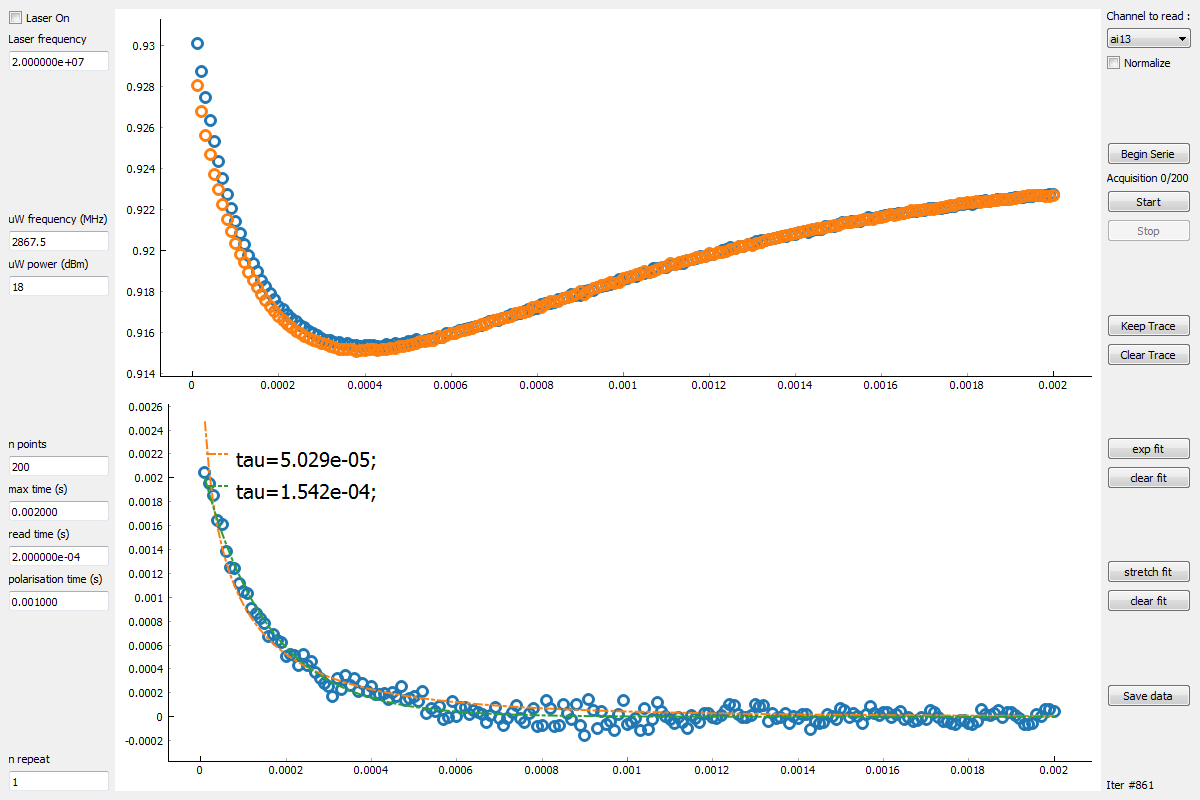 Laser On
Laser frequency
2.000000e+07
uW frequency (MHz)
2867.5
uW power (dBm)
18
n points
200
max time (s)
0.002000
read time (s)
2.000000e-04
polarisation time (s)
0.001000
n repeat
1
0.93
0.928
0.926
0.924
0.922
0.92
0.918
0.916
0.914
0 0.0002 0.0004 0.0006 0.0008 0.001 0.0012 0.0014 0.0016 0.0018 0.002
0.0026
0.0024
0.0022
0.002
0.0018
0.0016
0.0014
0.0012
0.001
0.0008
0.0006
0.0004
0.0002
0
-0.0002
tau=5.029e-05;
tau=1.542e-04;
0 0.0002 0.0004 0.0006 0.0008 0.001 0.0012 0.0014 0.0016 0.0018 0.002
Channel to read :
ai13
Normalize
Begin Serie
Acquisition 0/200
Start
Stop
Keep Trace
Clear Trace
exp fit
clear fit
stretch fit
clear fit
Save data
Iter #861